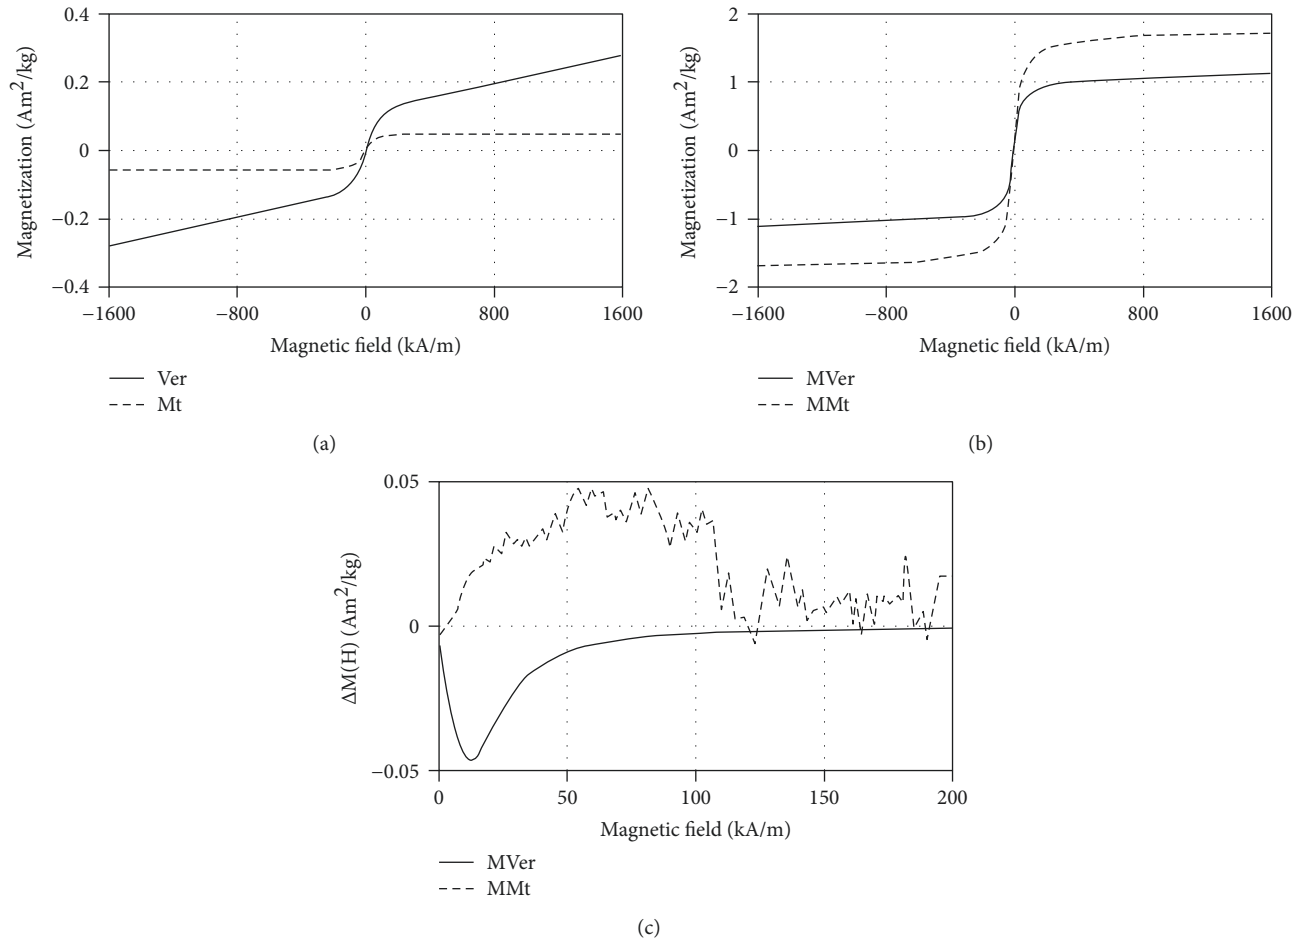 0.4
0.2
0
−0.2
−0.4
Magnetization (Am²/kg)
−1600 −800 0 800 1600
Magnetic field (kA/m)
Ver
Mt
(a)
2
1
0
−1
−2
Magnetization (Am²/kg)
−1600 −800 0 800 1600
Magnetic field (kA/m)
MVer
MMt
(b)
0.05
0
−0.05
ΔM(H) (Am²/kg)
0 50 100 150 200
Magnetic field (kA/m)
MVer
MMt
(c)